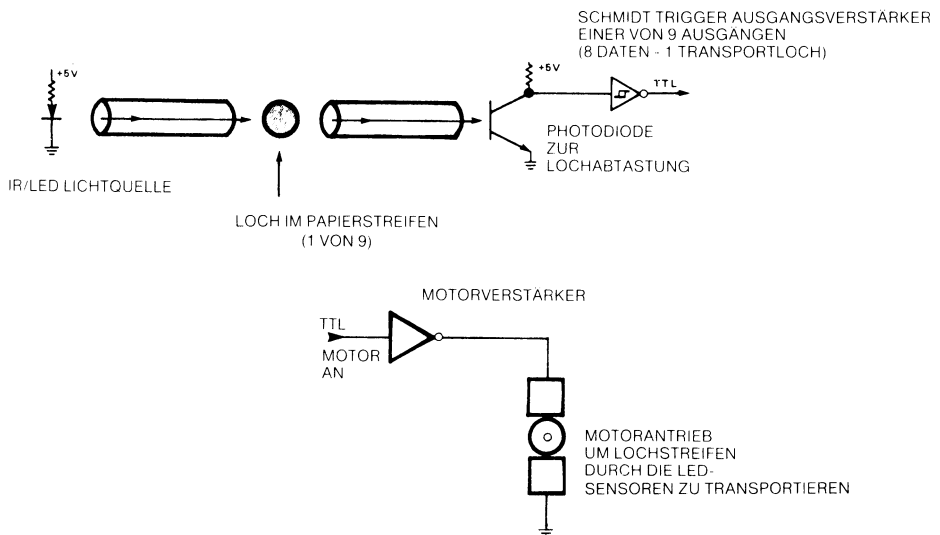 SCHMIDT TRIGGER AUSGANGSVERSTÄRKER
EINER VON 9 AUSGÄNGEN
(8 DATEN - 1 TRANSPORTLOCH)
+5V
+5V
TTL
PHOTODIODE
ZUR
LOCHABTASTUNG
IR/LED LICHTQUELLE
LOCH IM PAPIERSTREIFEN
(1 VON 9)
MOTORVERSTÄRKER
TTL
MOTOR
AN
MOTORANTRIEB
UM LOCHSTREIFEN
DURCH DIE LED-
SENSOREN ZU TRANSPORTIEREN